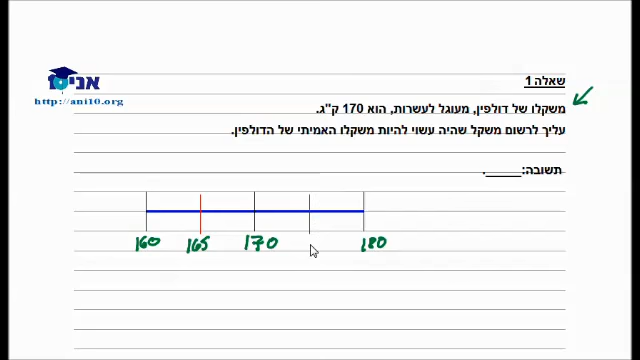 שאלה 1
אני10
http://ani10.org
משקלו של דולפין, מעוגל לעשרות, הוא 170 ק"ג.
עליך לרשום משקל שהיה עשוי להיות משקלו האמיתי של הדולפין.
תשובה:______.
160 165 170 180